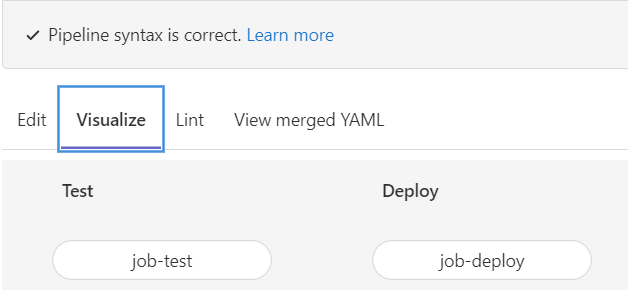 Pipeline syntax is correct. Learn more
Edit Visualize Lint View merged YAML
Test Deploy
job-test job-deploy